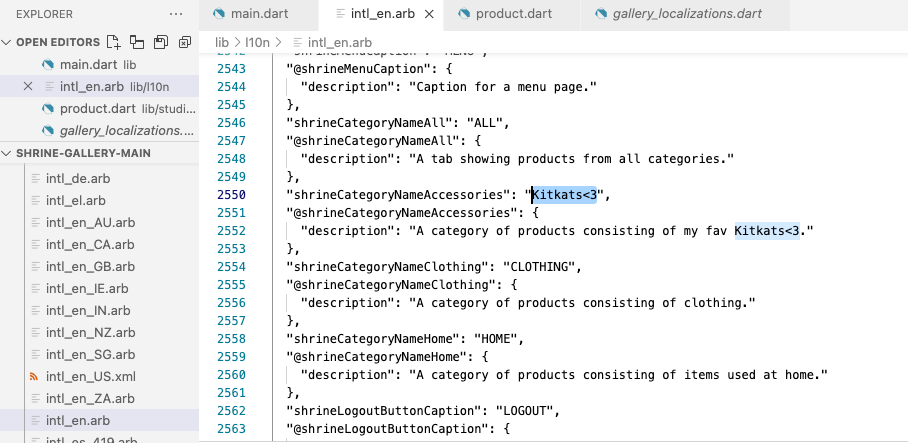 EXPLORER
···
OPEN EDITORS
main.dart lib
intl_en.arb lib/l10n
product.dart lib/studi...
gallery_localizations....
SHRINE-GALLERY-MAIN
intl_de.arb
intl_el.arb
intl_en_AU.arb
intl_en_CA.arb
intl_en_GB.arb
intl_en_IE.arb
intl_en_IN.arb
intl_en_NZ.arb
intl_en_SG.arb
intl_en_US.xml
intl_en_ZA.arb
intl_en.arb
intl_es_419.arb
main.dart
intl_en.arb
product.dart
gallery_localizations.dart
lib > l10n > intl_en.arb
2542 "shrineMenuCaption": "MENU",
2543 "@shrineMenuCaption": {
2544 "description": "Caption for a menu page."
2545 },
2546 "shrineCategoryNameAll": "ALL",
2547 "@shrineCategoryNameAll": {
2548 "description": "A tab showing products from all categories."
2549 },
2550 "shrineCategoryNameAccessories": "Kitkats<3",
2551 "@shrineCategoryNameAccessories": {
2552 "description": "A category of products consisting of my fav Kitkats<3."
2553 },
2554 "shrineCategoryNameClothing": "CLOTHING",
2555 "@shrineCategoryNameClothing": {
2556 "description": "A category of products consisting of clothing."
2557 },
2558 "shrineCategoryNameHome": "HOME",
2559 "@shrineCategoryNameHome": {
2560 "description": "A category of products consisting of items used at home."
2561 },
2562 "shrineLogoutButtonCaption": "LOGOUT",
2563 "@shrineLogoutButtonCaption": {